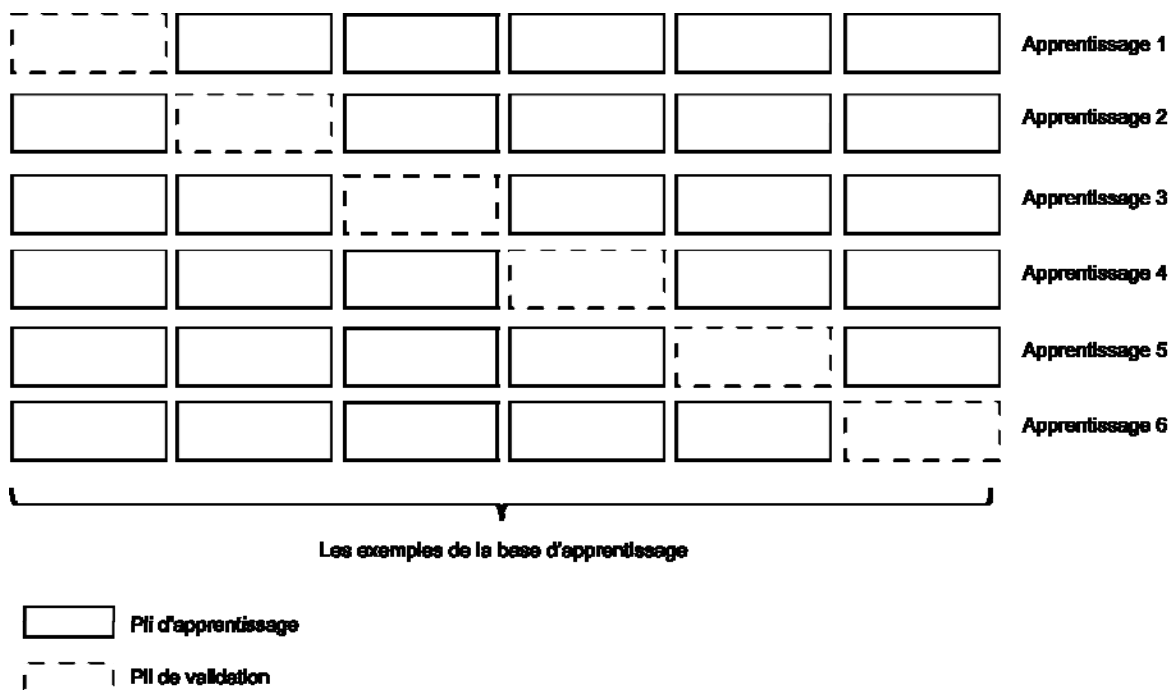 Apprentissage 1
Apprentissage 2
Apprentissage 3
Apprentissage 4
Apprentissage 5
Apprentissage 6
Les exemples de la base d'apprentissage
Pli d'apprentissage
Pli de validation